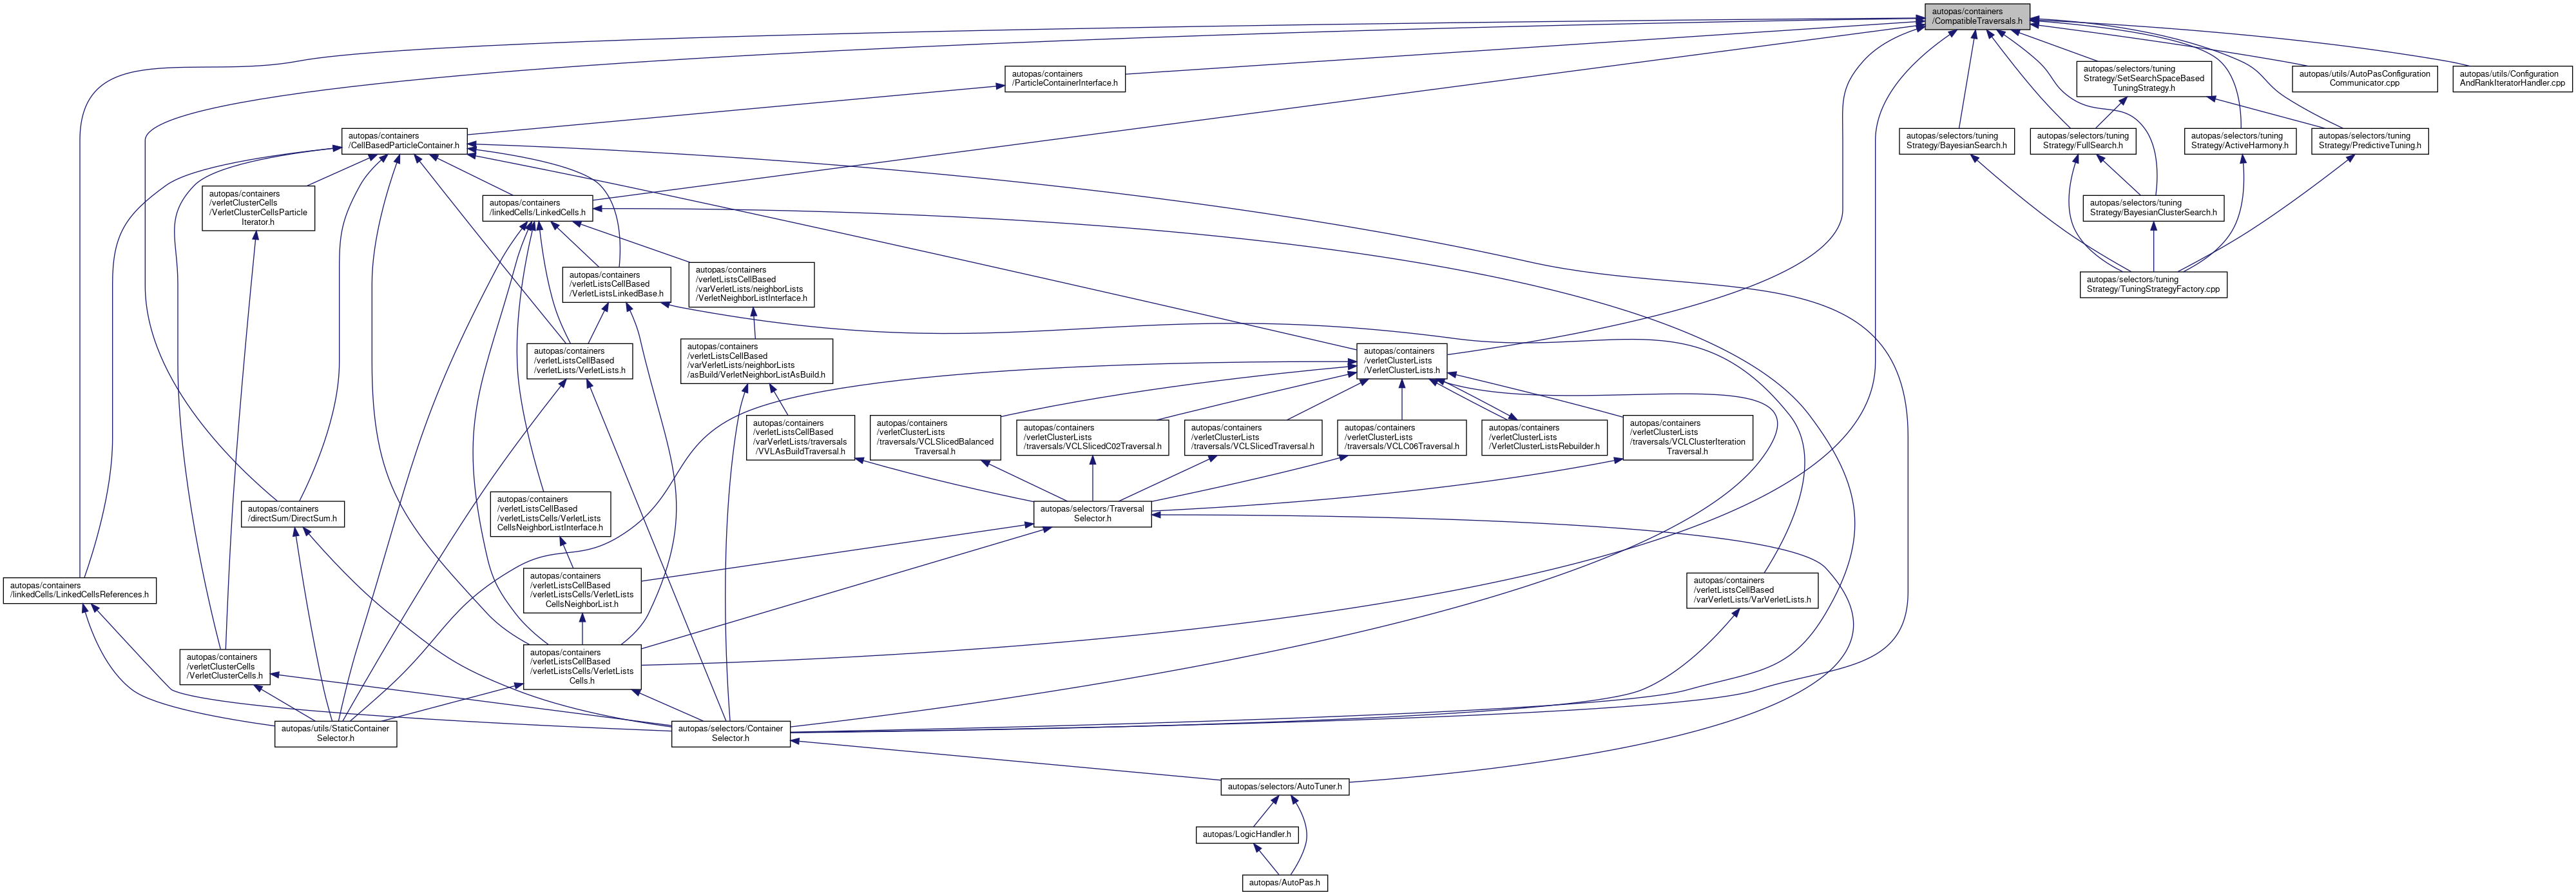 autopas/containers
/CompatibleTraversals.h
autopas/containers
/ParticleContainerInterface.h
autopas/selectors/tuning
Strategy/SetSearchSpaceBased
TuningStrategy.h
autopas/utils/AutoPasConfiguration
Communicator.cpp
autopas/utils/Configuration
AndRankIteratorHandler.cpp
autopas/containers
/CellBasedParticleContainer.h
autopas/selectors/tuning
Strategy/BayesianSearch.h
autopas/selectors/tuning
Strategy/FullSearch.h
autopas/selectors/tuning
Strategy/ActiveHarmony.h
autopas/selectors/tuning
Strategy/PredictiveTuning.h
autopas/containers
/verletClusterCells
/VerletClusterCellsParticle
Iterator.h
autopas/containers
/linkedCells/LinkedCells.h
autopas/selectors/tuning
Strategy/BayesianClusterSearch.h
autopas/containers
/verletListsCellBased
/VerletListsLinkedBase.h
autopas/containers
/verletListsCellBased
/varVerletLists/neighborLists
/VerletNeighborListInterface.h
autopas/selectors/tuning
Strategy/TuningStrategyFactory.cpp
autopas/containers
/verletListsCellBased
/verletLists/VerletLists.h
autopas/containers
/verletListsCellBased
/varVerletLists/neighborLists
/asBuild/VerletNeighborListAsBuild.h
autopas/containers
/verletClusterLists
/VerletClusterLists.h
autopas/containers
/verletListsCellBased
/varVerletLists/traversals
/VVLAsBuildTraversal.h
autopas/containers
/verletClusterLists
/traversals/VCLSlicedBalanced
Traversal.h
autopas/containers
/verletClusterLists
/traversals/VCLSlicedC02Traversal.h
autopas/containers
/verletClusterLists
/traversals/VCLSlicedTraversal.h
autopas/containers
/verletClusterLists
/traversals/VCLC06Traversal.h
autopas/containers
/verletClusterLists
/VerletClusterListsRebuilder.h
autopas/containers
/verletClusterLists
/traversals/VCLClusterIteration
Traversal.h
autopas/containers
/directSum/DirectSum.h
autopas/containers
/verletListsCellBased
/verletListsCells/VerletLists
CellsNeighborListInterface.h
autopas/selectors/Traversal
Selector.h
autopas/containers
/linkedCells/LinkedCellsReferences.h
autopas/containers
/verletListsCellBased
/verletListsCells/VerletLists
CellsNeighborList.h
autopas/containers
/verletListsCellBased
/varVerletLists/VarVerletLists.h
autopas/containers
/verletClusterCells
/VerletClusterCells.h
autopas/containers
/verletListsCellBased
/verletListsCells/VerletLists
Cells.h
autopas/utils/StaticContainer
Selector.h
autopas/selectors/Container
Selector.h
autopas/selectors/AutoTuner.h
autopas/LogicHandler.h
autopas/AutoPas.h